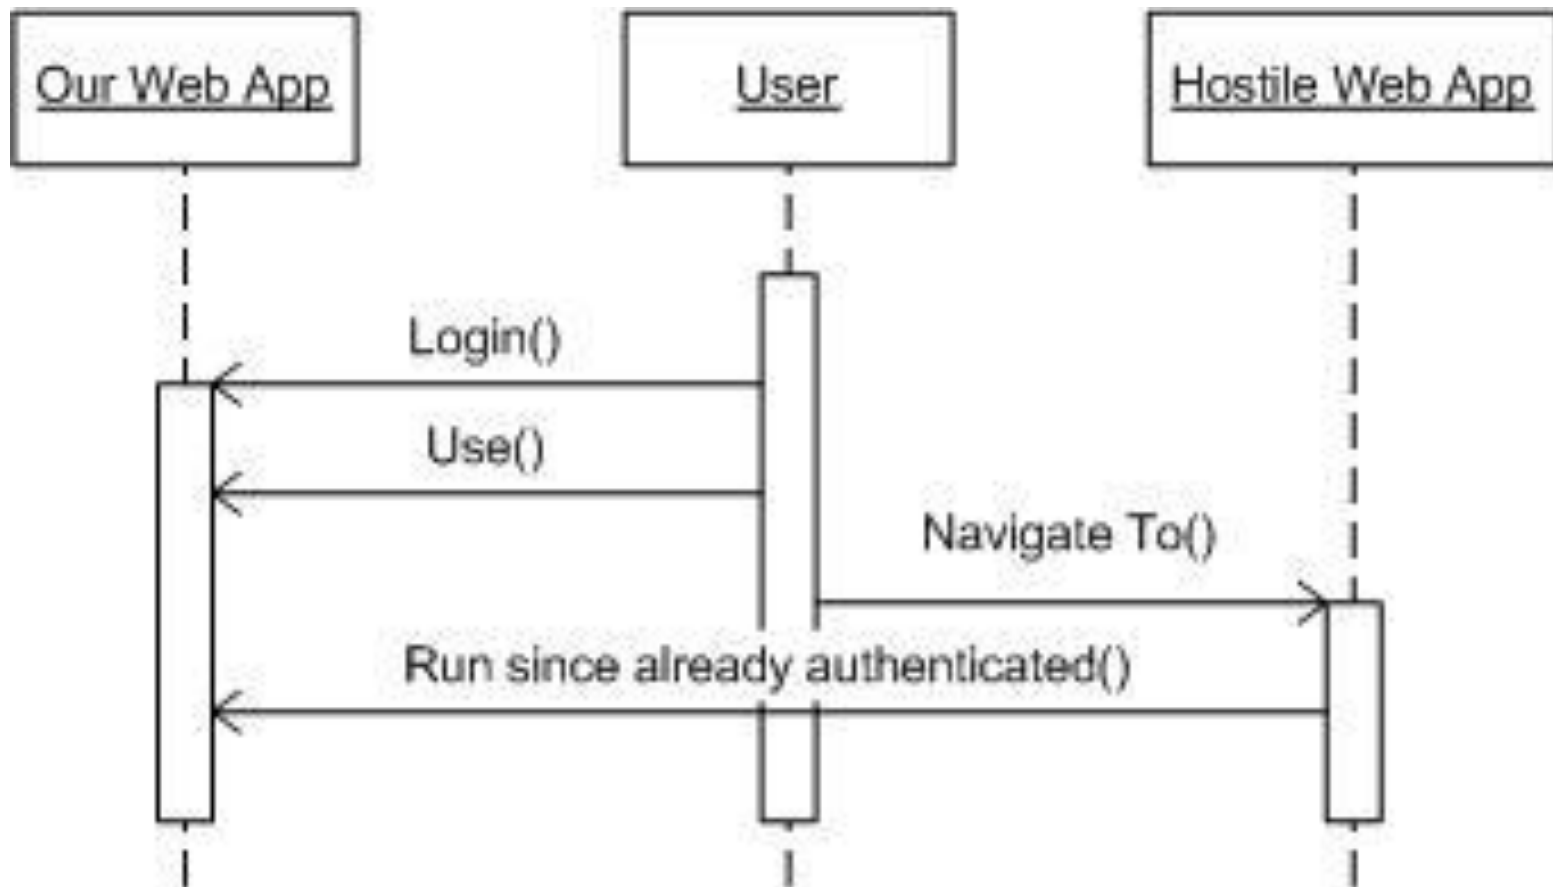 Our Web App
User
Hostile Web App
Login()
Use()
Navigate To()
Run since already authenticated()